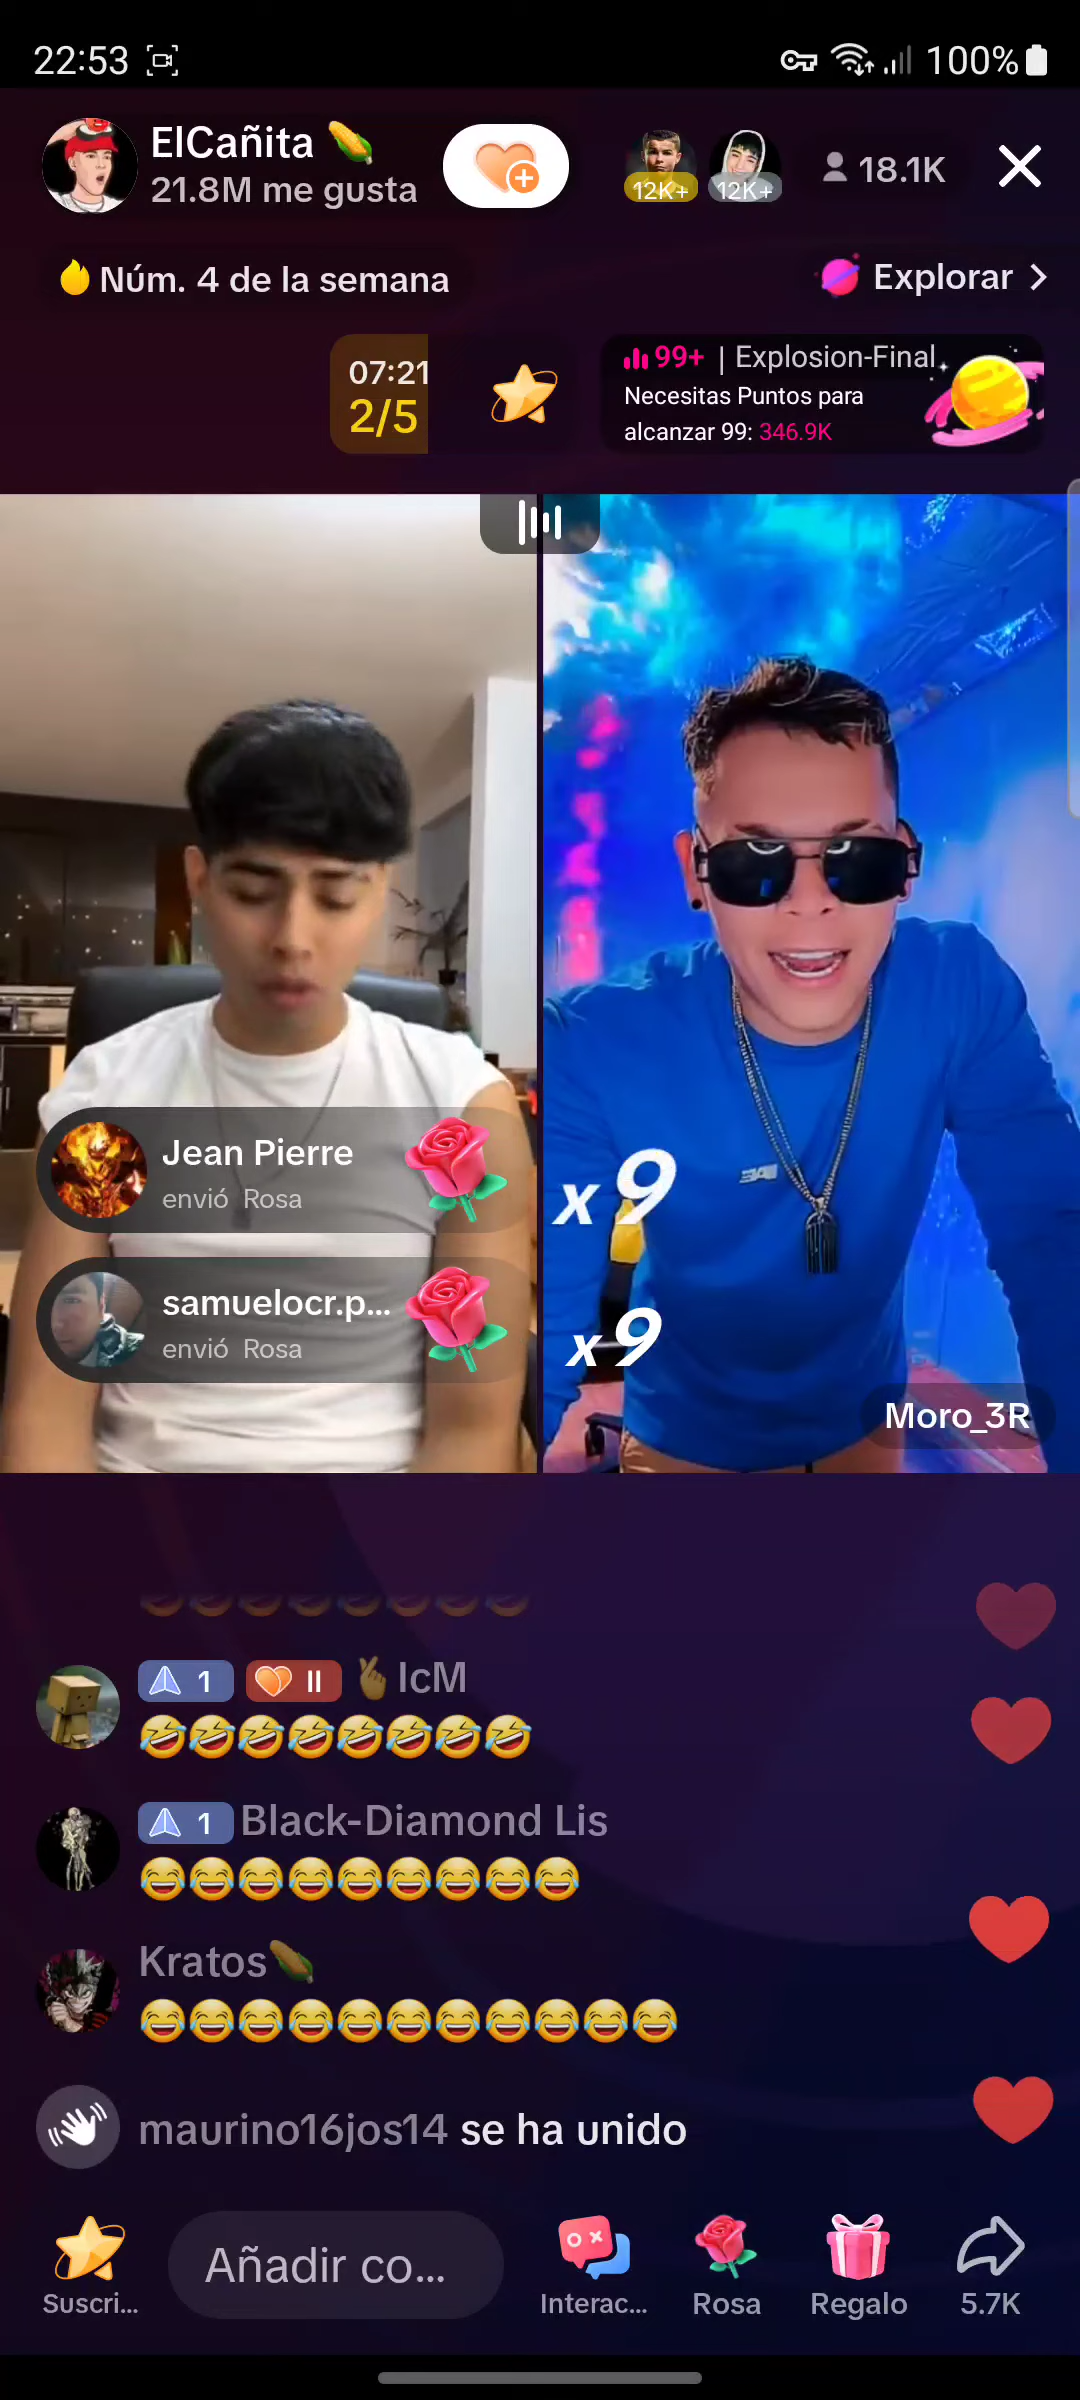 22:53
100%
ElCañita
21.8M me gusta
12K+
12K+
18.1K
Núm. 4 de la semana
Explorar
07:21
2/5
99+ | Explosion-Final
Necesitas Puntos para
alcanzar 99: 346.9K
Jean Pierre
envió Rosa
x9
samuelocr.p...
envió Rosa
x9
Moro_3R
1 II IcM
🤣🤣🤣🤣🤣🤣🤣🤣
1 Black-Diamond Lis
😂😂😂😂😂😂😂😂😂
Kratos🌽
😂😂😂😂😂😂😂😂😂😂😂
maurino16jos14 se ha unido
Añadir co...
Suscri...
Interac...
Rosa
Regalo
5.7K